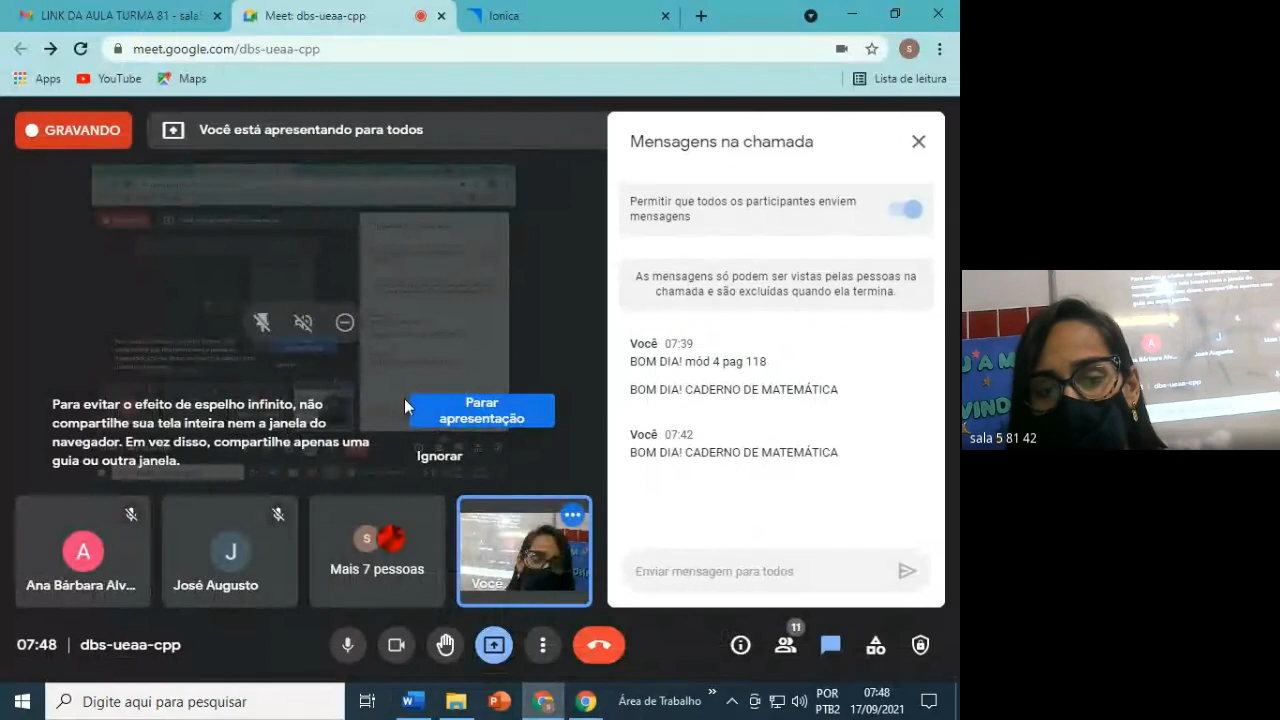 LINK DA AULA TURMA 81 - sala5
Meet: dbs-ueaa-cpp
Ionica
meet.google.com/dbs-ueaa-cpp
S
Apps
YouTube
Maps
Lista de leitura
GRAVANDO
Você está apresentando para todos
Para evitar o efeito de espelho infinito, não
compartilhe sua tela inteira nem a janela do
navegador. Em vez disso, compartilhe apenas uma
guia ou outra janela.
Parar
apresentação
Ignorar
A
Ana Bárbara Alv...
J
José Augusto
S
Mais 7 pessoas
Você
Mensagens na chamada
Permitir que todos os participantes enviem
mensagens
As mensagens só podem ser vistas pelas pessoas na
chamada e são excluídas quando ela termina.
Você 07:39
BOM DIA! mód 4 pag 118
BOM DIA! CADERNO DE MATEMÁTICA
Você 07:42
BOM DIA! CADERNO DE MATEMÁTICA
Enviar mensagem para todos
07:48 | dbs-ueaa-cpp
11
Digite aqui para pesquisar
Área de Trabalho
POR
PTB2
07:48
17/09/2021
A
J
José Augusto
dbs-ueaa-cpp
sala 5 81 42